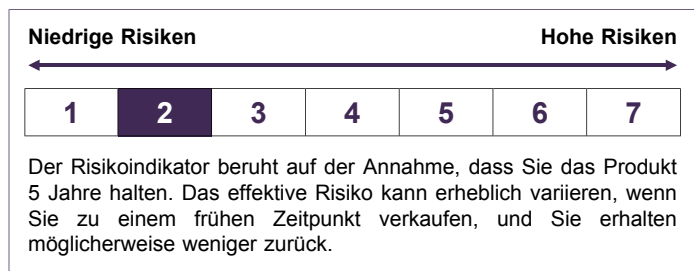 Niedrige Risiken Hohe Risiken
1 2 3 4 5 6 7
Der Risikoindikator beruht auf der Annahme, dass Sie das Produkt
5 Jahre halten. Das effektive Risiko kann erheblich variieren, wenn
Sie zu einem frühen Zeitpunkt verkaufen, und Sie erhalten
möglicherweise weniger zurück.